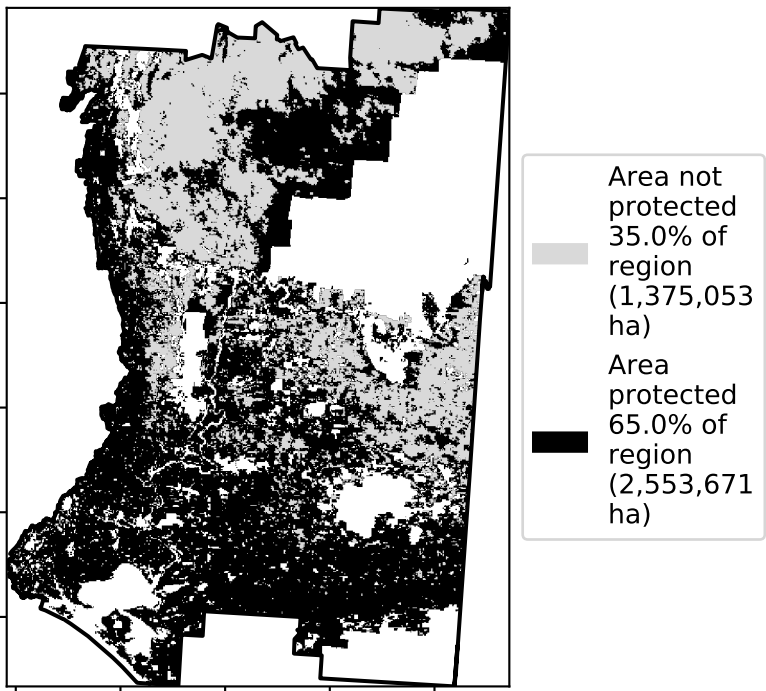 Area not
protected
35.0% of
region
(1,375,053
ha)
Area
protected
65.0% of
region
(2,553,671
ha)